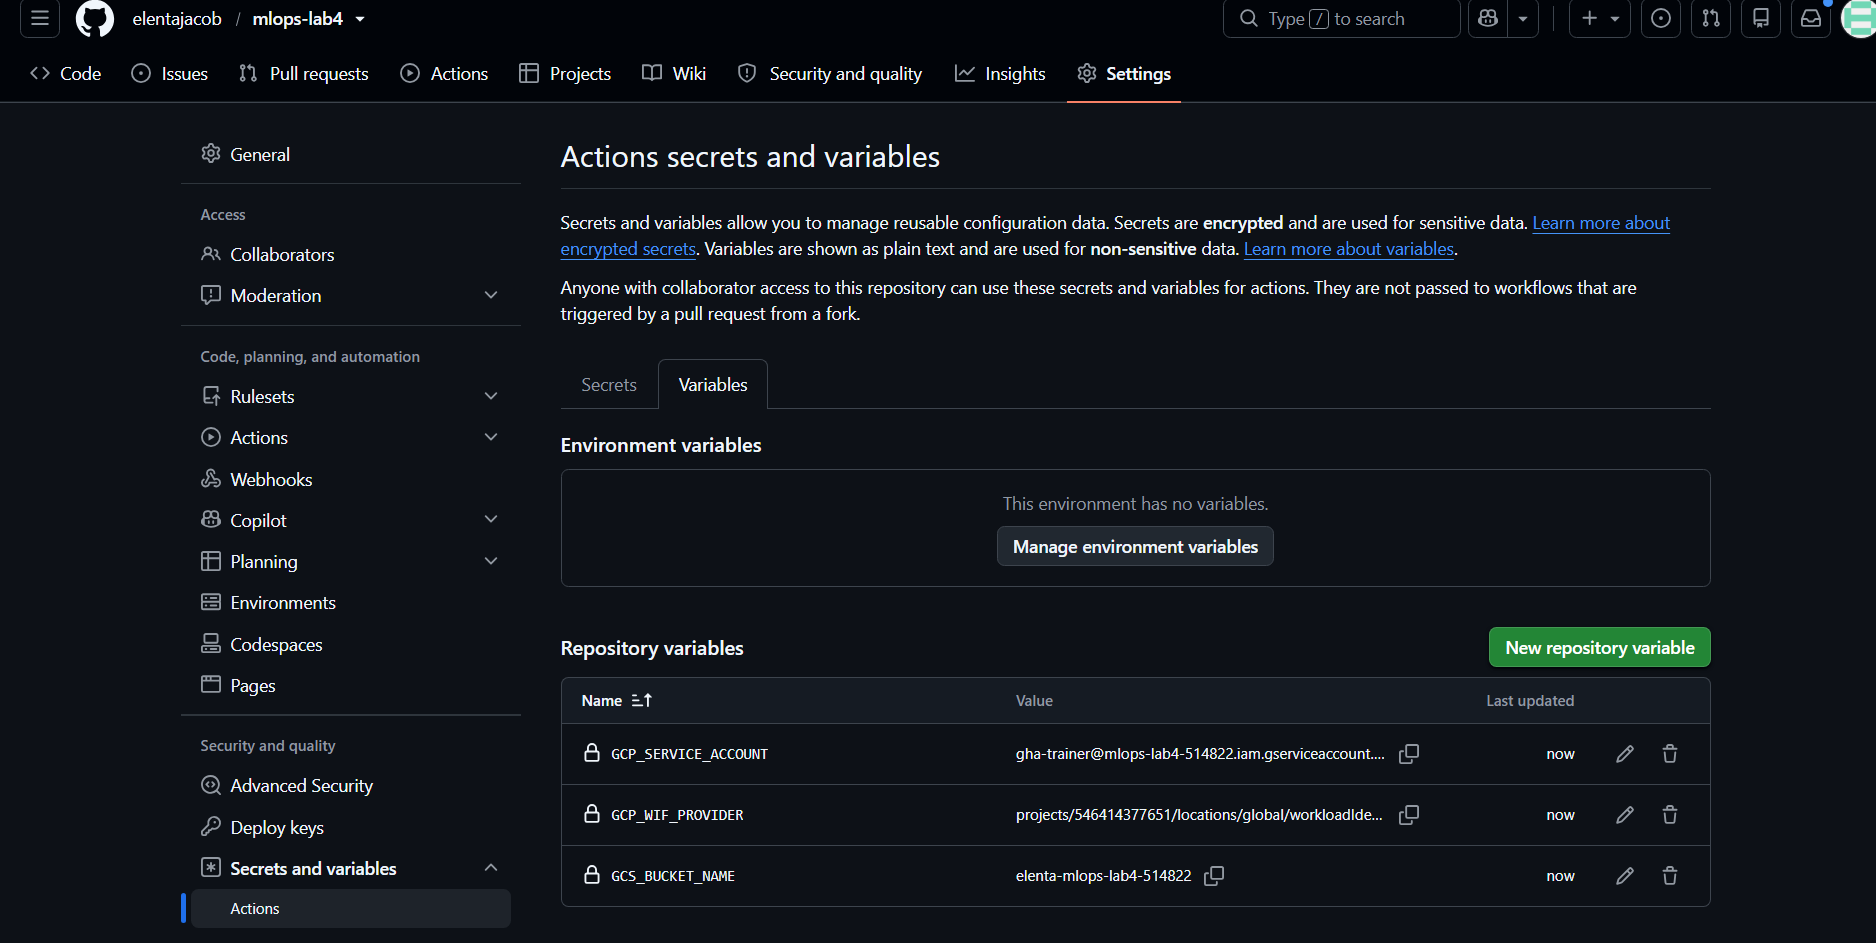 elentajacob / mlops-lab4
Type / to search
Code
Issues
Pull requests
Actions
Projects
Wiki
Security and quality
Insights
Settings
General
Access
Collaborators
Moderation
Code, planning, and automation
Rulesets
Actions
Webhooks
Copilot
Planning
Environments
Codespaces
Pages
Security and quality
Advanced Security
Deploy keys
Secrets and variables
Actions
Actions secrets and variables
Secrets and variables allow you to manage reusable configuration data. Secrets are encrypted and are used for sensitive data. Learn more about
encrypted secrets. Variables are shown as plain text and are used for non-sensitive data. Learn more about variables.
Anyone with collaborator access to this repository can use these secrets and variables for actions. They are not passed to workflows that are
triggered by a pull request from a fork.
Secrets
Variables
Environment variables
This environment has no variables.
Manage environment variables
Repository variables
New repository variable
Name Value Last updated
GCP_SERVICE_ACCOUNT gha-trainer@mlops-lab4-514822.iam.gserviceaccount.... now
GCP_WIF_PROVIDER projects/546414377651/locations/global/workloadIde... now
GCS_BUCKET_NAME elenta-mlops-lab4-514822 now